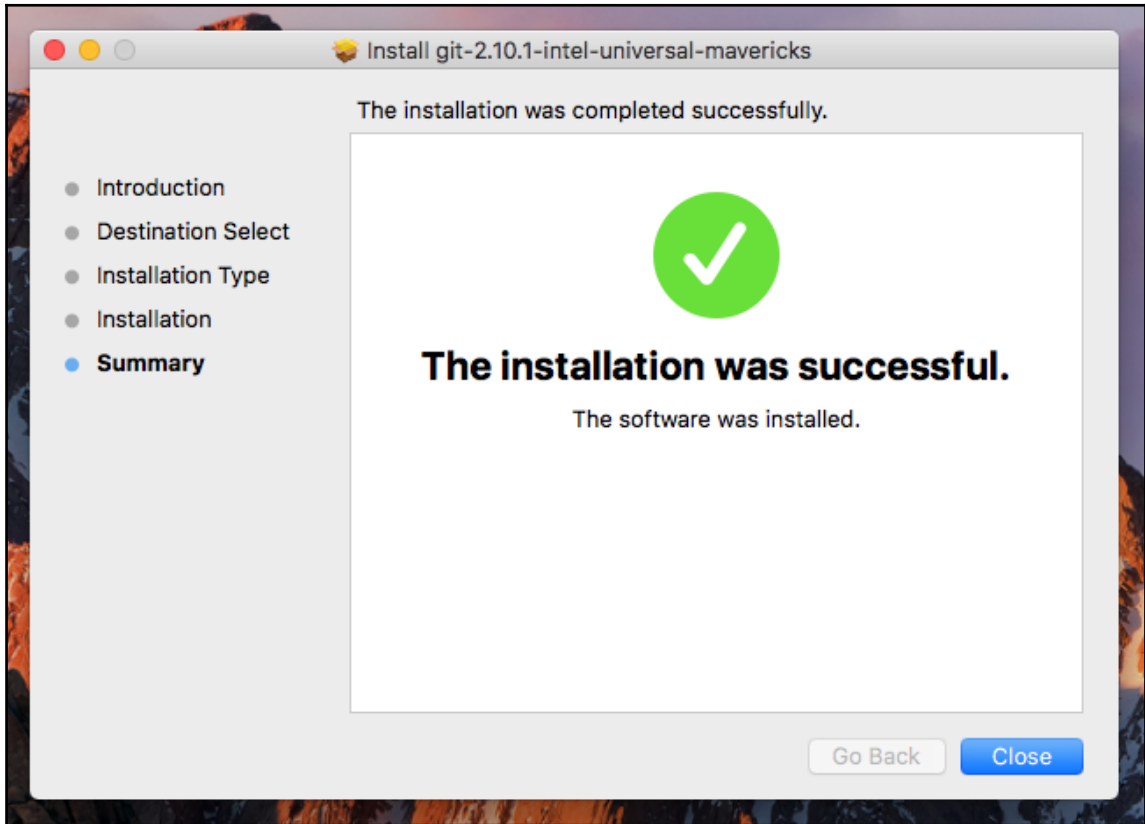 Install git-2.10.1-intel-universal-mavericks
The installation was completed successfully.
Introduction
Destination Select
Installation Type
Installation
Summary
The installation was successful.
The software was installed.
Go Back
Close